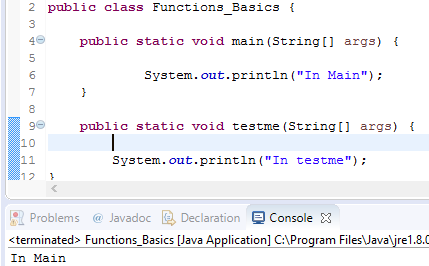 2 public class Functions_Basics {
3
4 public static void main(String[] args) {
5
6 System.out.println("In Main");
7 }
8
9 public static void testme(String[] args) {
10
11 System.out.println("In testme");
12 }
Problems @ Javadoc Declaration Console
<terminated> Functions_Basics [Java Application] C:\Program Files\Java\jre1.8.0
In Main